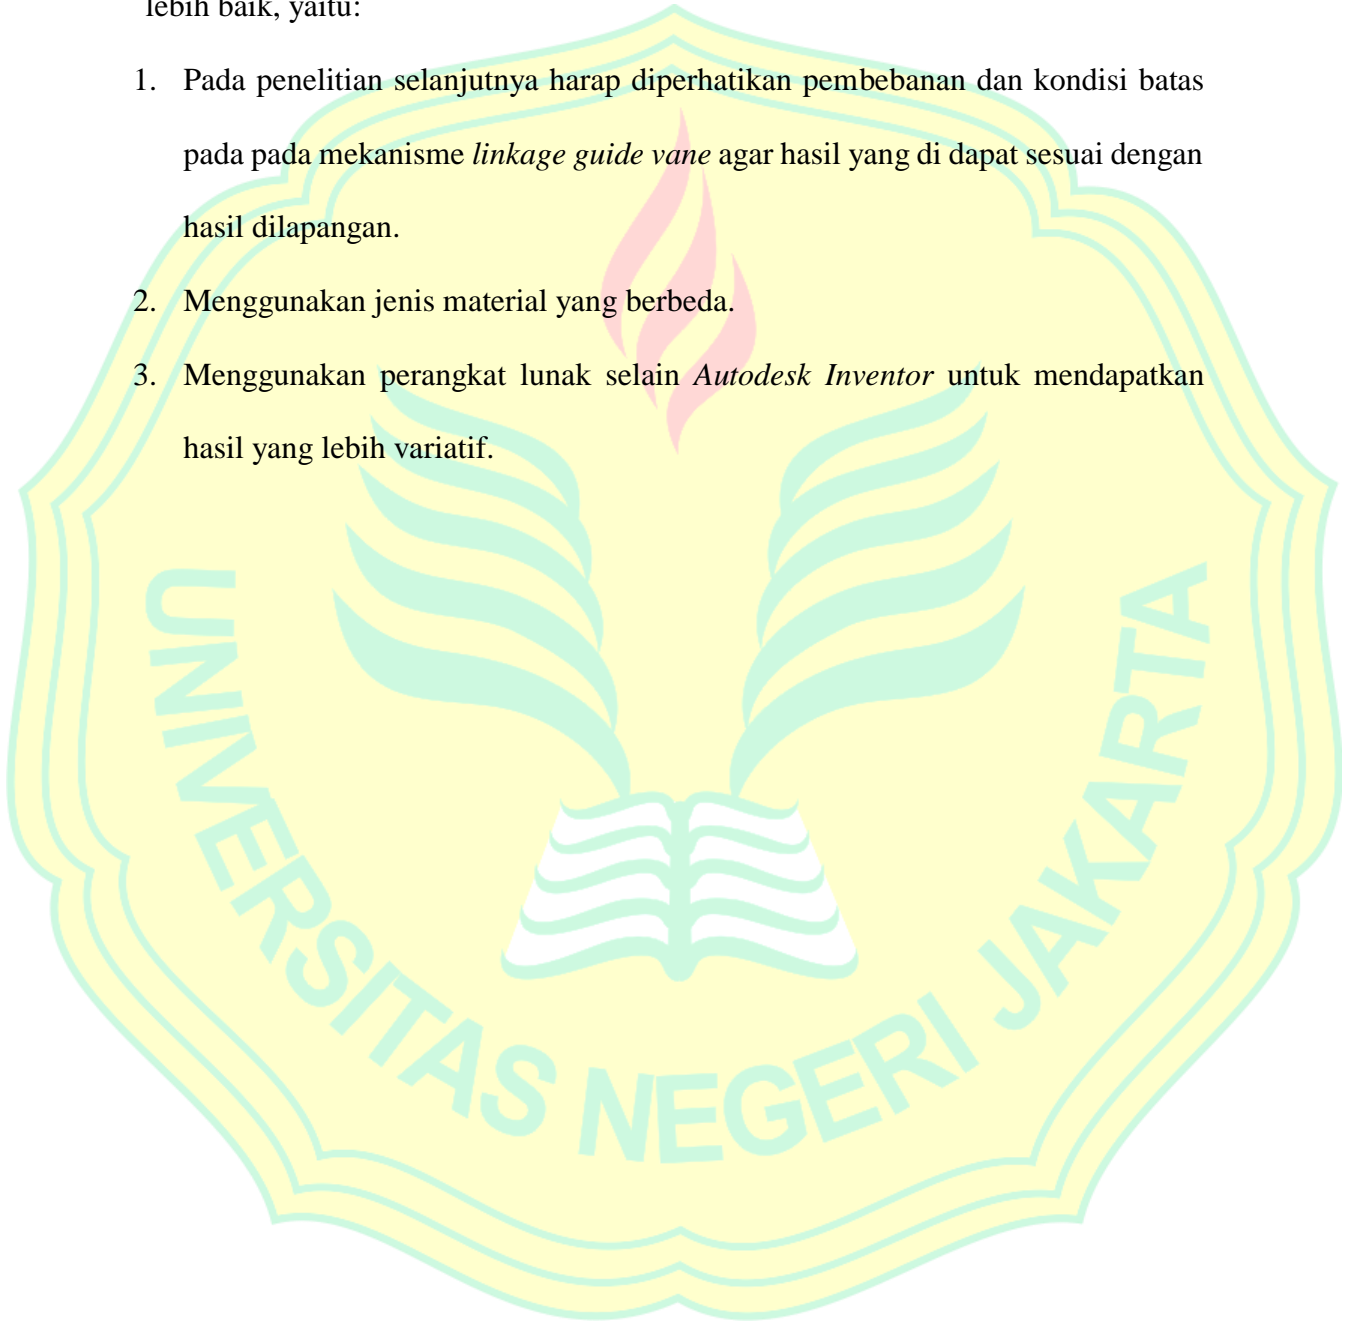 lebih baik, yaitu:
1. Pada penelitian selanjutnya harap diperhatikan pembebanan dan kondisi batas
pada pada mekanisme linkage guide vane agar hasil yang di dapat sesuai dengan
hasil dilapangan.
2. Menggunakan jenis material yang berbeda.
3. Menggunakan perangkat lunak selain Autodesk Inventor untuk mendapatkan
hasil yang lebih variatif.
UNIVERSITAS NEGERI JAKARTA